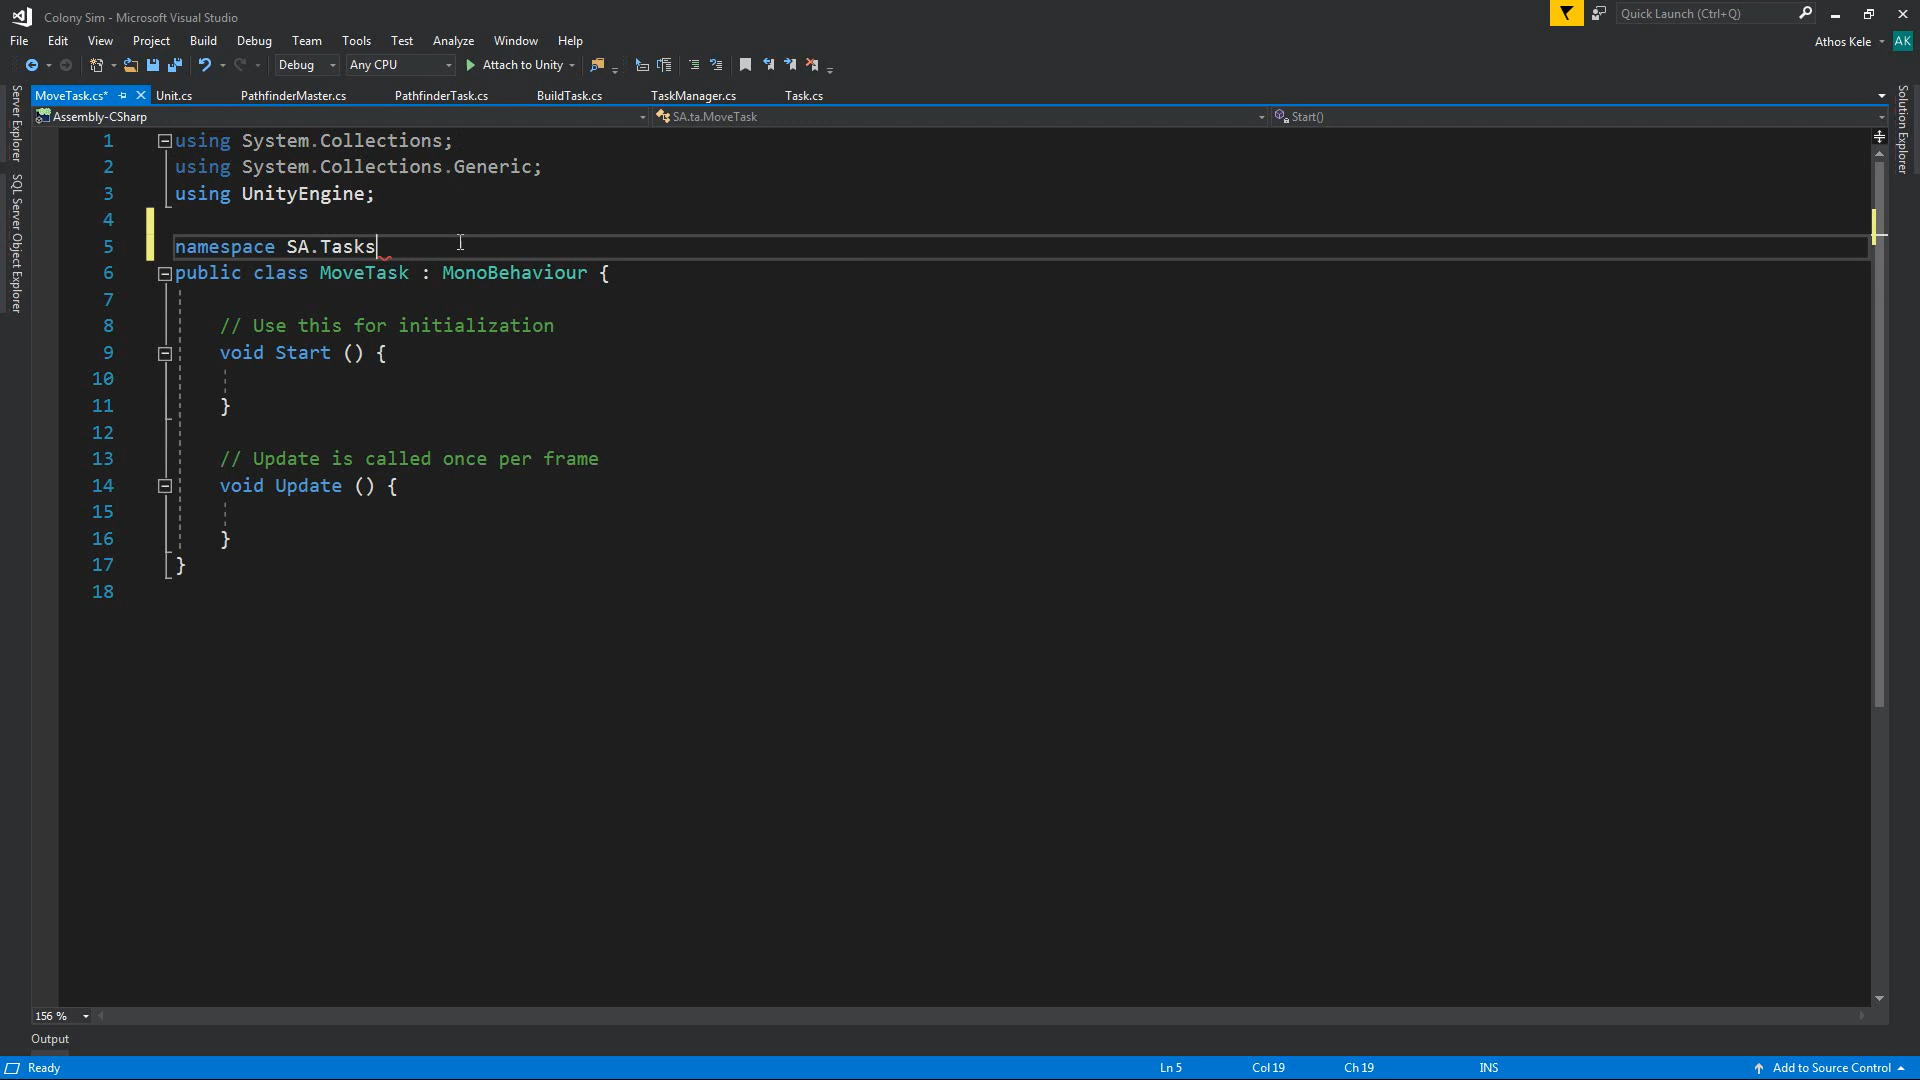 Colony Sim - Microsoft Visual Studio
Quick Launch (Ctrl+Q)
File Edit View Project Build Debug Team Tools Test Analyze Window Help
Athos Kele AK
Debug Any CPU Attach to Unity
MoveTask.cs* Unit.cs PathfinderMaster.cs PathfinderTask.cs BuildTask.cs TaskManager.cs Task.cs
Assembly-CSharp SA.ta.MoveTask Start()
Server Explorer
SQL Server Object Explorer
Solution Explorer
1 using System.Collections;
2 using System.Collections.Generic;
3 using UnityEngine;
4
5 namespace SA.Tasks
6 public class MoveTask : MonoBehaviour {
7
8 // Use this for initialization
9 void Start () {
10
11 }
12
13 // Update is called once per frame
14 void Update () {
15
16 }
17 }
18
156 %
Output
Ready Ln 5 Col 19 Ch 19 INS Add to Source Control